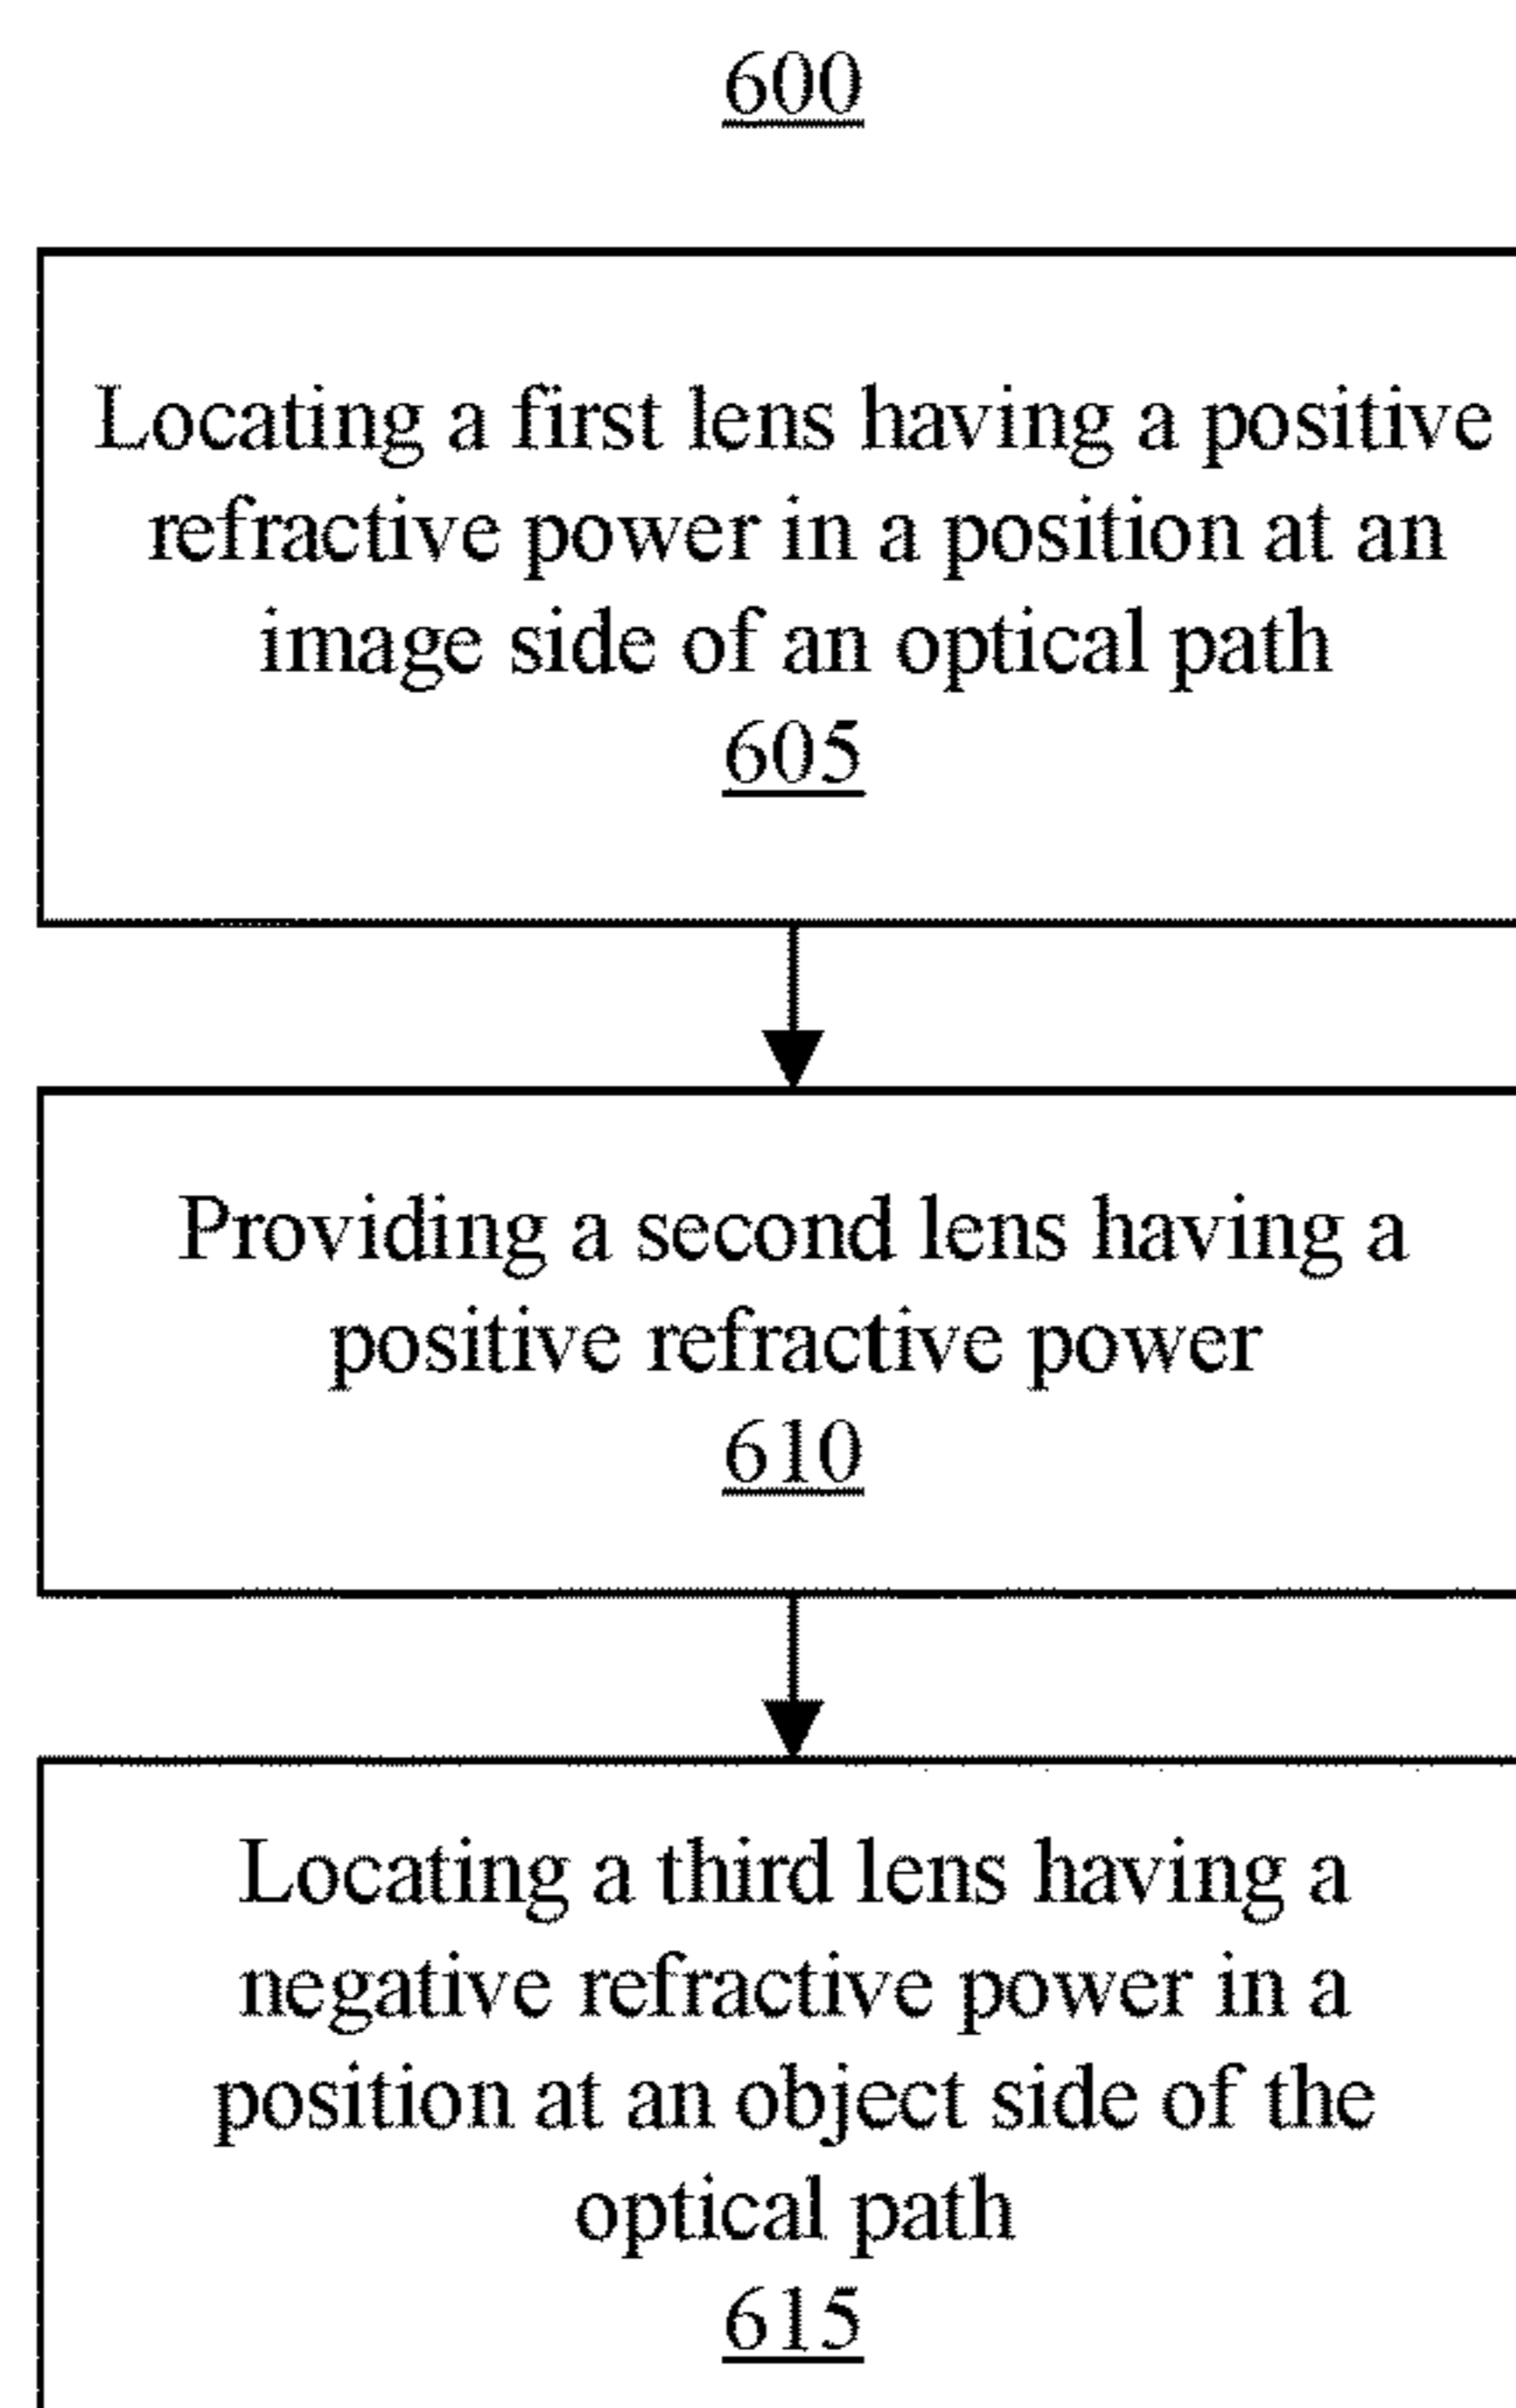 600
Locating a first lens having a positive
refractive power in a position at an
image side of an optical path
605
Providing a second lens having a
positive refractive power
610
Locating a third lens having a
negative refractive power in a
position at an object side of the
optical path
615